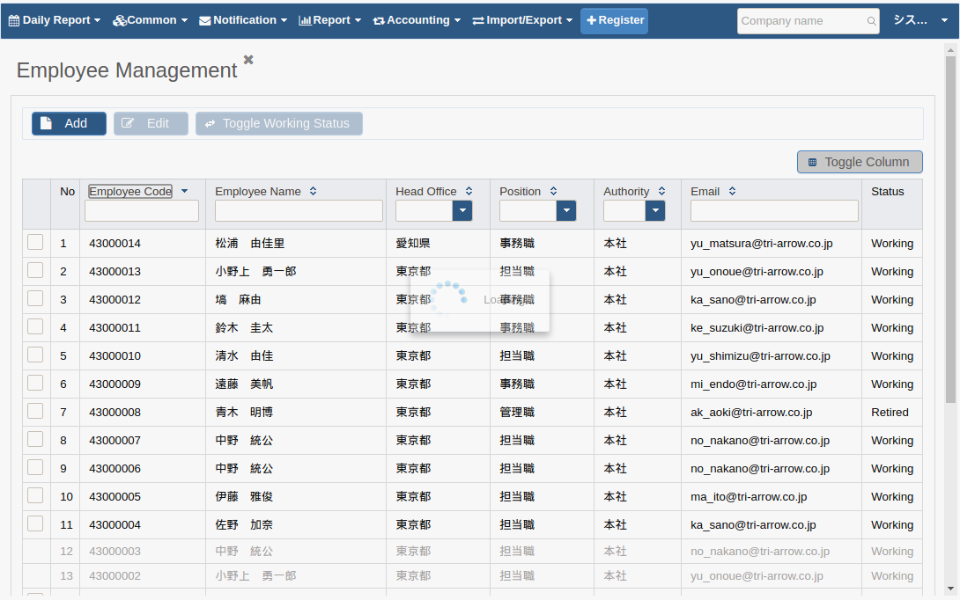 Daily Report Common Notification Report Accounting Import/Export Register Company name シス...
Employee Management
Add Edit Toggle Working Status
Toggle Column
No Employee Code Employee Name Head Office Position Authority Email Status
1 43000014 松浦 由佳里 愛知県 事務職 本社 yu_matsura@tri-arrow.co.jp Working
2 43000013 小野上 勇一郎 東京都 担当職 本社 yu_onoue@tri-arrow.co.jp Working
3 43000012 塙 麻由 東京都 事務職 本社 ka_sano@tri-arrow.co.jp Working
4 43000011 鈴木 圭太 東京都 事務職 本社 ke_suzuki@tri-arrow.co.jp Working
5 43000010 清水 由佳 東京都 担当職 本社 yu_shimizu@tri-arrow.co.jp Working
6 43000009 遠藤 美帆 東京都 事務職 本社 mi_endo@tri-arrow.co.jp Working
7 43000008 青木 明博 東京都 管理職 本社 ak_aoki@tri-arrow.co.jp Retired
8 43000007 中野 統公 東京都 担当職 本社 no_nakano@tri-arrow.co.jp Working
9 43000006 中野 統公 東京都 担当職 本社 no_nakano@tri-arrow.co.jp Working
10 43000005 伊藤 雅俊 東京都 担当職 本社 ma_ito@tri-arrow.co.jp Working
11 43000004 佐野 加奈 東京都 担当職 本社 ka_sano@tri-arrow.co.jp Working
12 43000003 中野 統公 東京都 担当職 本社 no_nakano@tri-arrow.co.jp Working
13 43000002 小野上 勇一郎 東京都 担当職 本社 yu_onoue@tri-arrow.co.jp Working